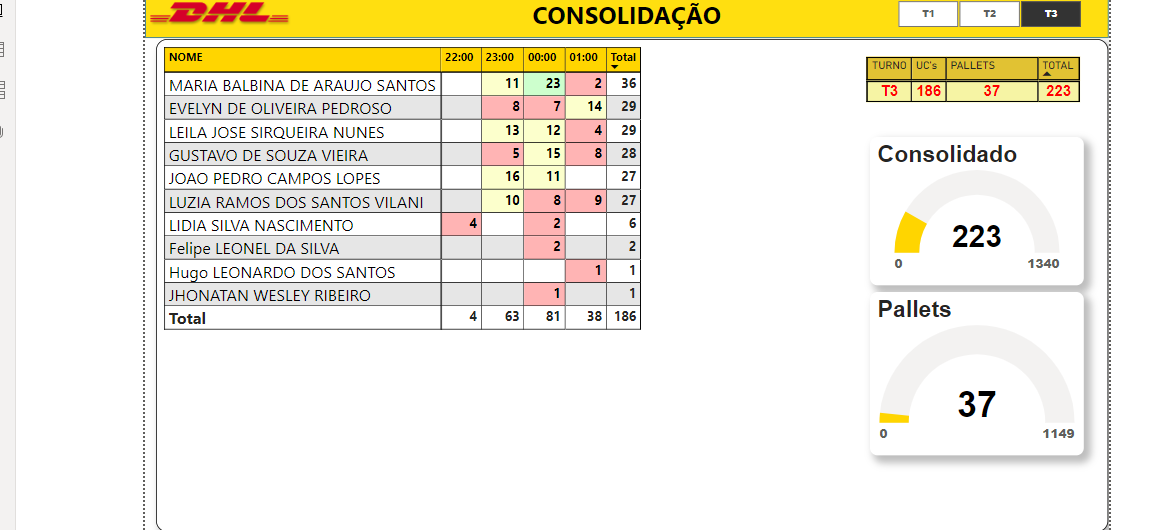 DHL
CONSOLIDAÇÃO
T1 T2 T3
NOME 22:00 23:00 00:00 01:00 Total
MARIA BALBINA DE ARAUJO SANTOS 11 23 2 36
EVELYN DE OLIVEIRA PEDROSO 8 7 14 29
LEILA JOSE SIRQUEIRA NUNES 13 12 4 29
GUSTAVO DE SOUZA VIEIRA 5 15 8 28
JOAO PEDRO CAMPOS LOPES 16 11 27
LUZIA RAMOS DOS SANTOS VILANI 10 8 9 27
LIDIA SILVA NASCIMENTO 4 2 6
Felipe LEONEL DA SILVA 2 2
Hugo LEONARDO DOS SANTOS 1 1
JHONATAN WESLEY RIBEIRO 1 1
Total 4 63 81 38 186
TURNO UC's PALLETS TOTAL
T3 186 37 223
Consolidado
223
0 1340
Pallets
37
0 1149